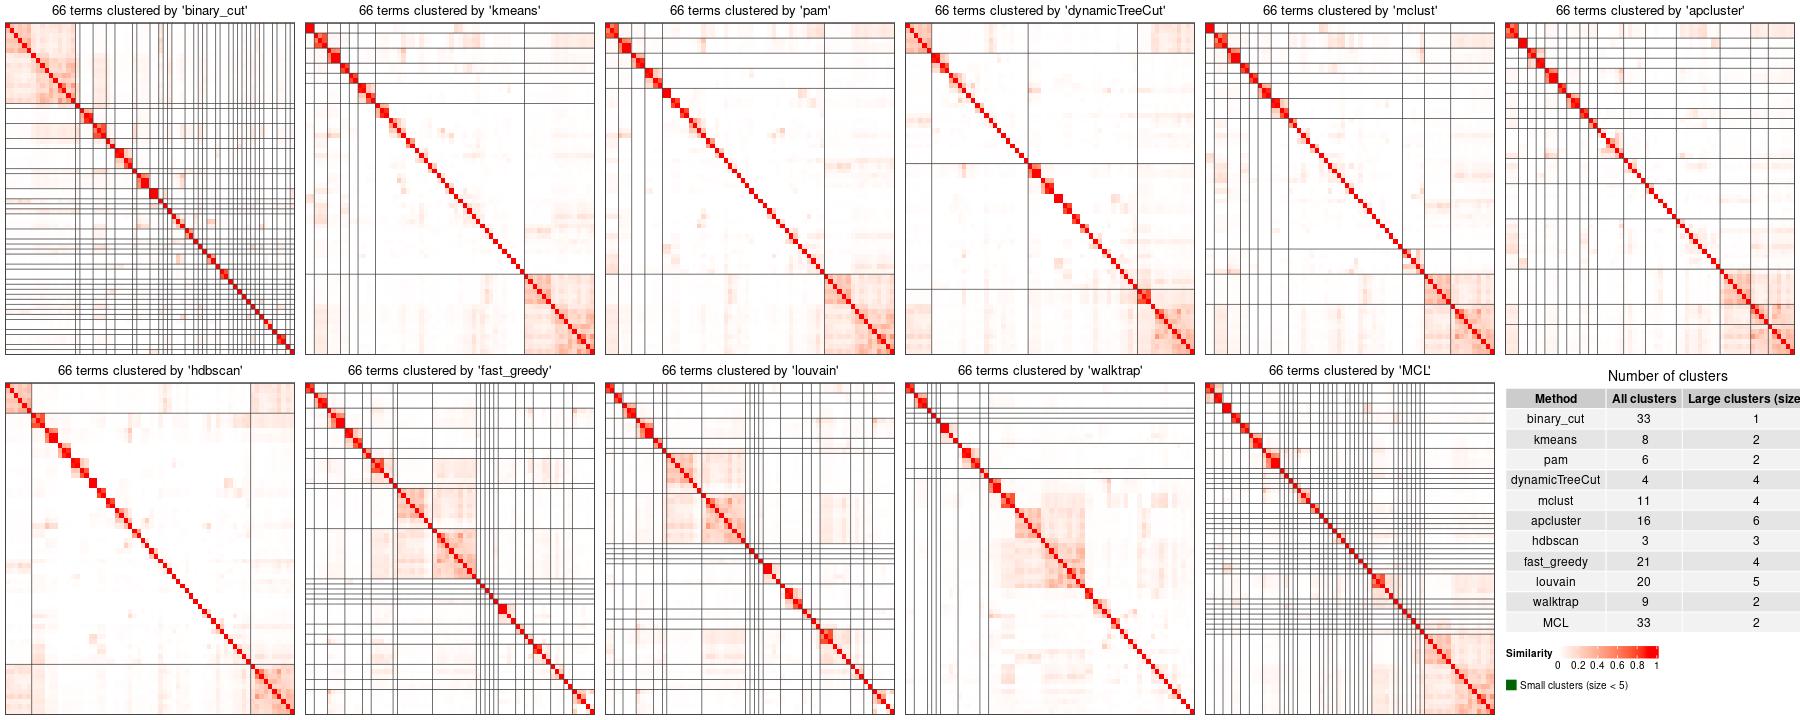 66 terms clustered by 'binary_cut'
66 terms clustered by 'kmeans'
66 terms clustered by 'pam'
66 terms clustered by 'dynamicTreeCut'
66 terms clustered by 'mclust'
66 terms clustered by 'apcluster'
66 terms clustered by 'hdbscan'
66 terms clustered by 'fast_greedy'
66 terms clustered by 'louvain'
66 terms clustered by 'walktrap'
66 terms clustered by 'MCL'
Number of clusters
Method All clusters Large clusters (size
binary_cut 33 1
kmeans 8 2
pam 6 2
dynamicTreeCut 4 4
mclust 11 4
apcluster 16 6
hdbscan 3 3
fast_greedy 21 4
louvain 20 5
walktrap 9 2
MCL 33 2
Similarity
0 0.2 0.4 0.6 0.8 1
Small clusters (size < 5)